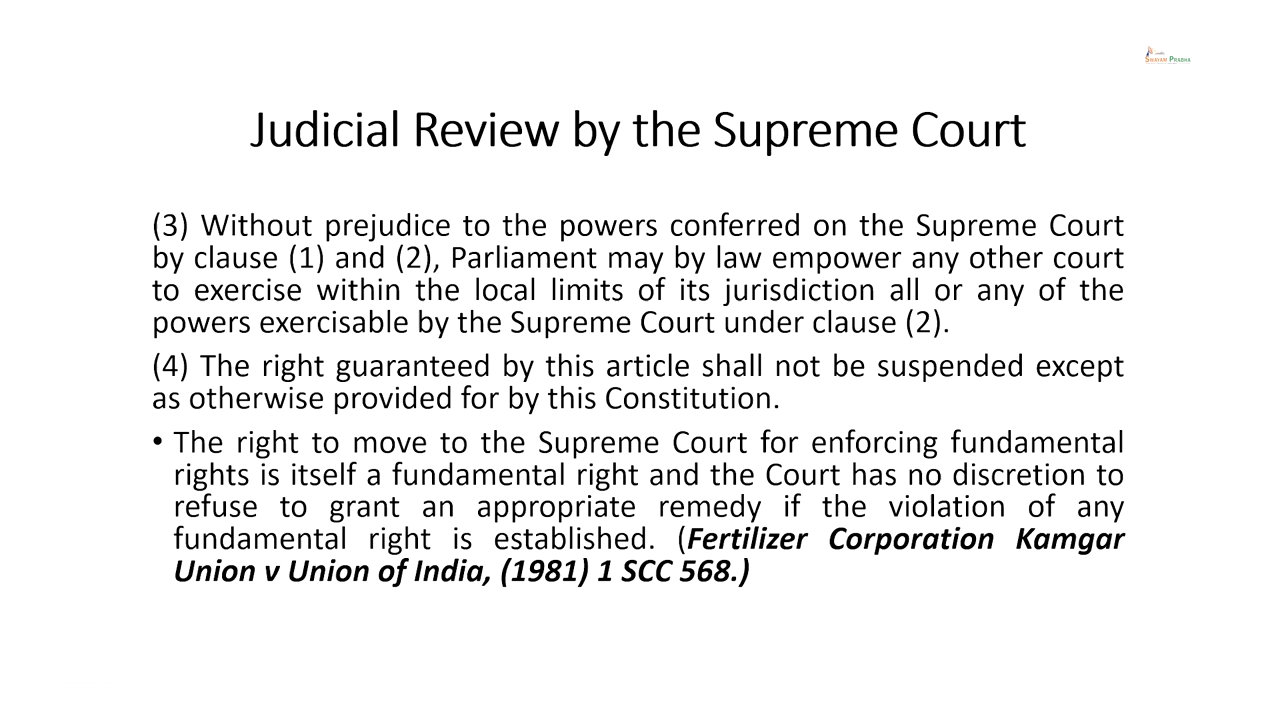 Swayam Prabha
Judicial Review by the Supreme Court
(3) Without prejudice to the powers conferred on the Supreme Court
by clause (1) and (2), Parliament may by law empower any other court
to exercise within the local limits of its jurisdiction all or any of the
powers exercisable by the Supreme Court under clause (2).
(4) The right guaranteed by this article shall not be suspended except
as otherwise provided for by this Constitution.
• The right to move to the Supreme Court for enforcing fundamental
rights is itself a fundamental right and the Court has no discretion to
refuse to grant an appropriate remedy if the violation of any
fundamental right is established. (Fertilizer Corporation Kamgar
Union v Union of India, (1981) 1 SCC 568.)